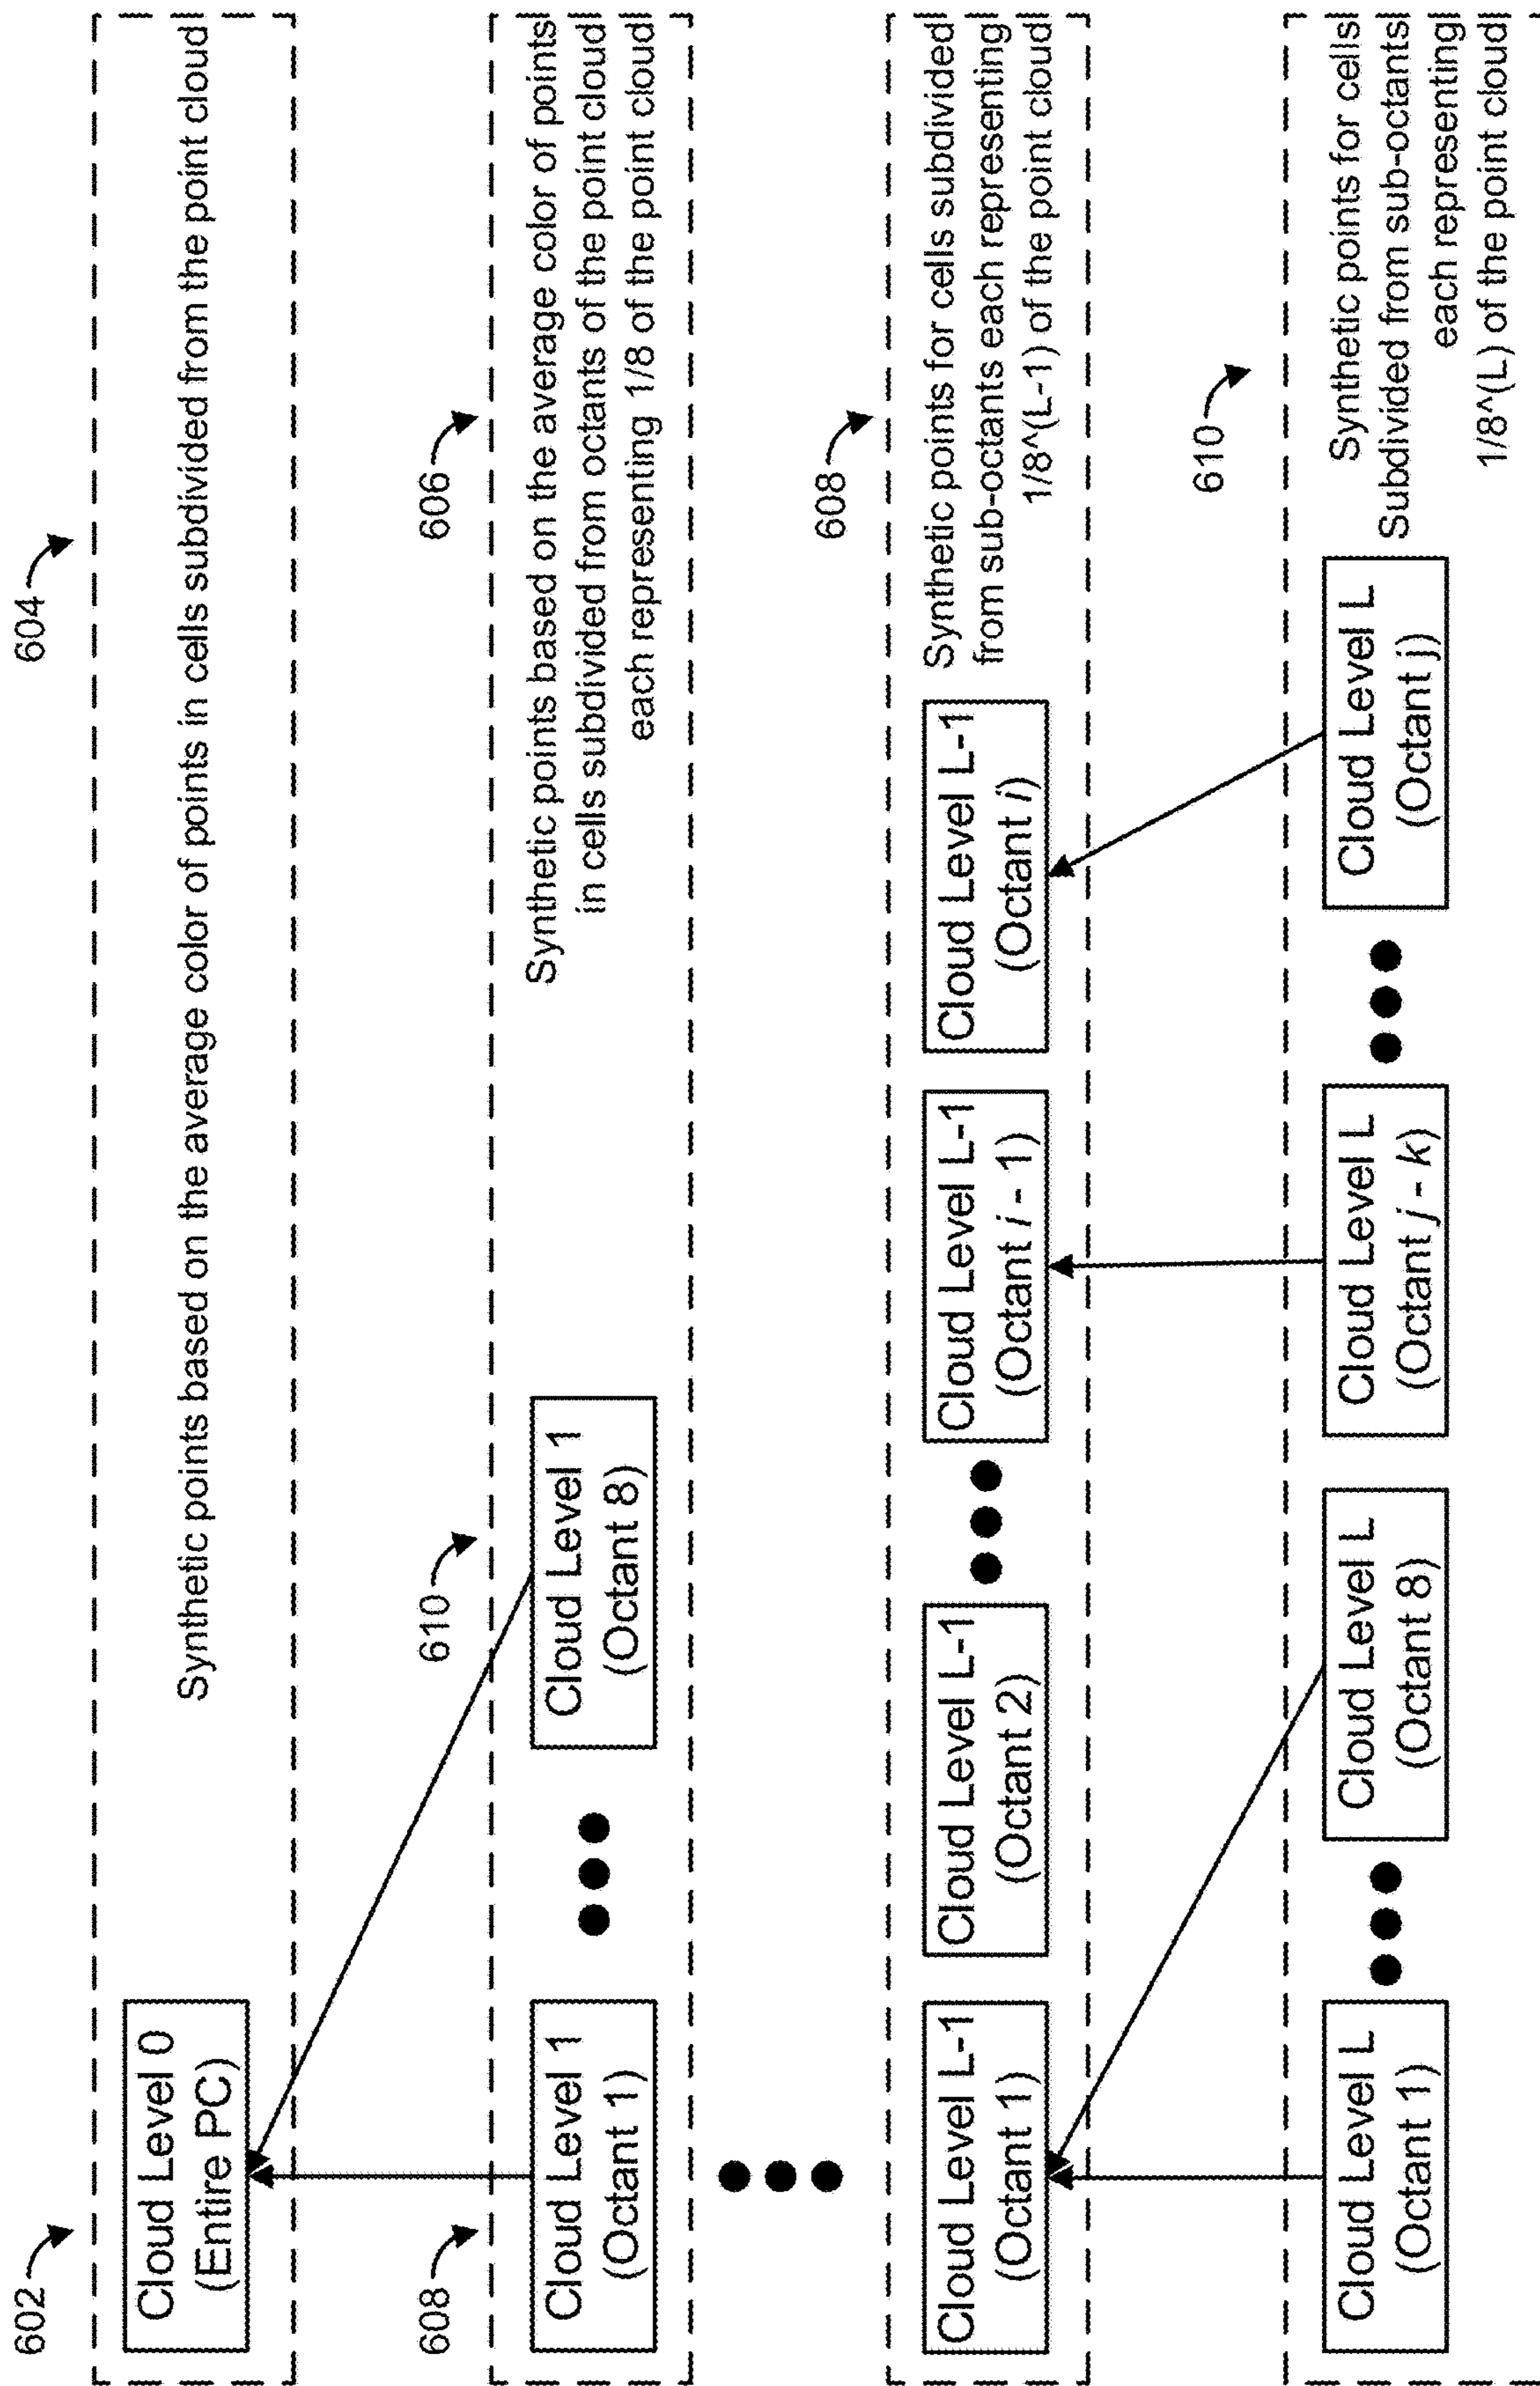 602
604
Cloud Level 0
(Entire PC)
Synthetic points based on the average color of points in cells subdivided from the point cloud
608
610
606
Cloud Level 1
(Octant 1)
Cloud Level 1
(Octant 8)
Synthetic points based on the average color of points
in cells subdivided from octants of the point cloud
each representing 1/8 of the point cloud
608
Cloud Level L-1
(Octant 1)
Cloud Level L-1
(Octant 2)
Cloud Level L-1
(Octant i - 1)
Cloud Level L-1
(Octant i)
Synthetic points for cells subdivided
from sub-octants each representing
1/8^(L-1) of the point cloud
610
Cloud Level L
(Octant 1)
Cloud Level L
(Octant 8)
Cloud Level L
(Octant j - k)
Cloud Level L
(Octant j)
Synthetic points for cells
Subdivided from sub-octants
each representing
1/8^(L) of the point cloud